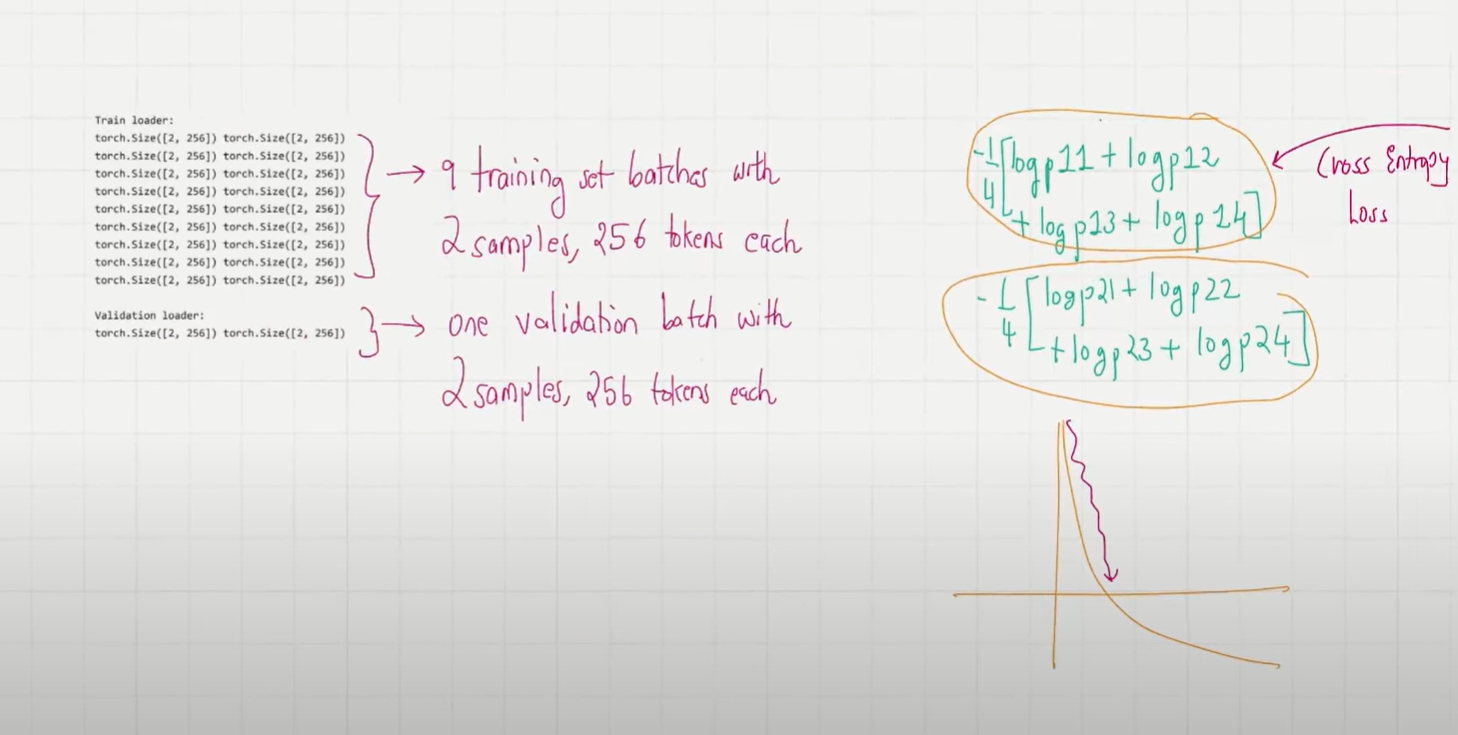 Train loader:
torch.Size([2, 256]) torch.Size([2, 256])
torch.Size([2, 256]) torch.Size([2, 256])
torch.Size([2, 256]) torch.Size([2, 256])
torch.Size([2, 256]) torch.Size([2, 256])
torch.Size([2, 256]) torch.Size([2, 256])
torch.Size([2, 256]) torch.Size([2, 256])
torch.Size([2, 256]) torch.Size([2, 256])
torch.Size([2, 256]) torch.Size([2, 256])
torch.Size([2, 256]) torch.Size([2, 256])
Validation loader:
torch.Size([2, 256]) torch.Size([2, 256])
→ 9 training set batches with
2 samples, 256 tokens each
→ one validation batch with
2 samples, 256 tokens each
-1/4 [log p11 + log p12
+ log p13 + log p14]
Cross Entropy
Loss
-1/4 [log p21 + log p22
+ log p23 + log p24]